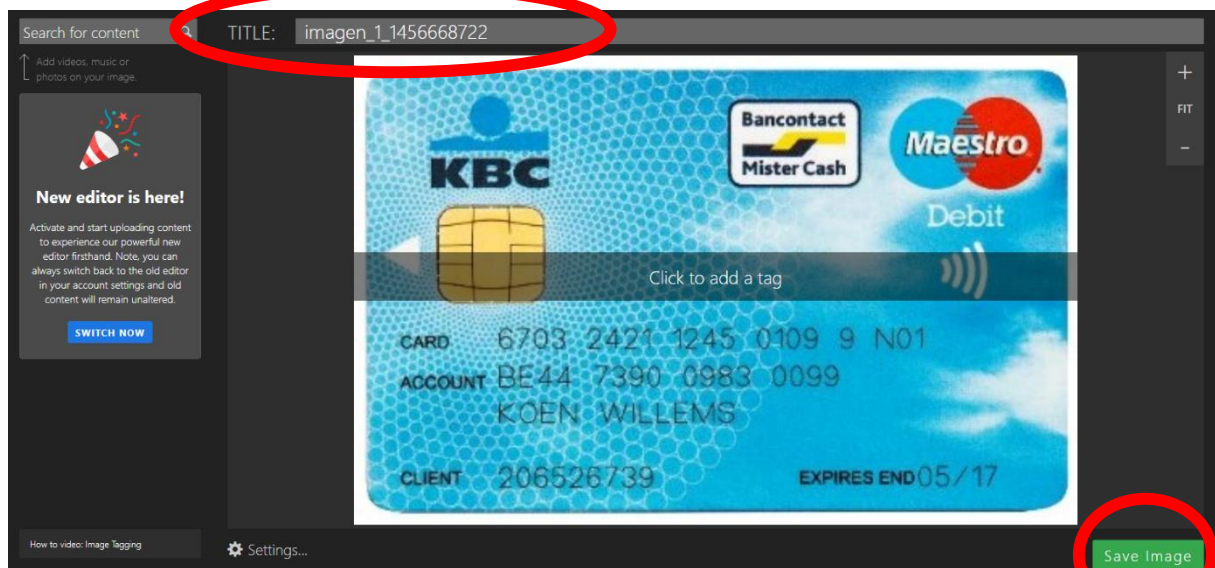 Search for content
Add videos, music or
photos on your image.
New editor is here!
Activate and start uploading content
to experience our powerful new
editor firsthand. Note, you can
always switch back to the old editor
in your account settings and old
content will remain unaltered.
SWITCH NOW
How to video: Image Tagging
TITLE: imagen_1_1456668722
+
FIT
-
KBC
Bancontact
Mister Cash
Maestro
Debit
Click to add a tag
CARD 6703 2421 1245 0109 9 N01
ACCOUNT BE44 7390 0983 0099
KOEN WILLEMS
CLIENT 206526739 EXPIRES END 05/17
Settings...
Save Image